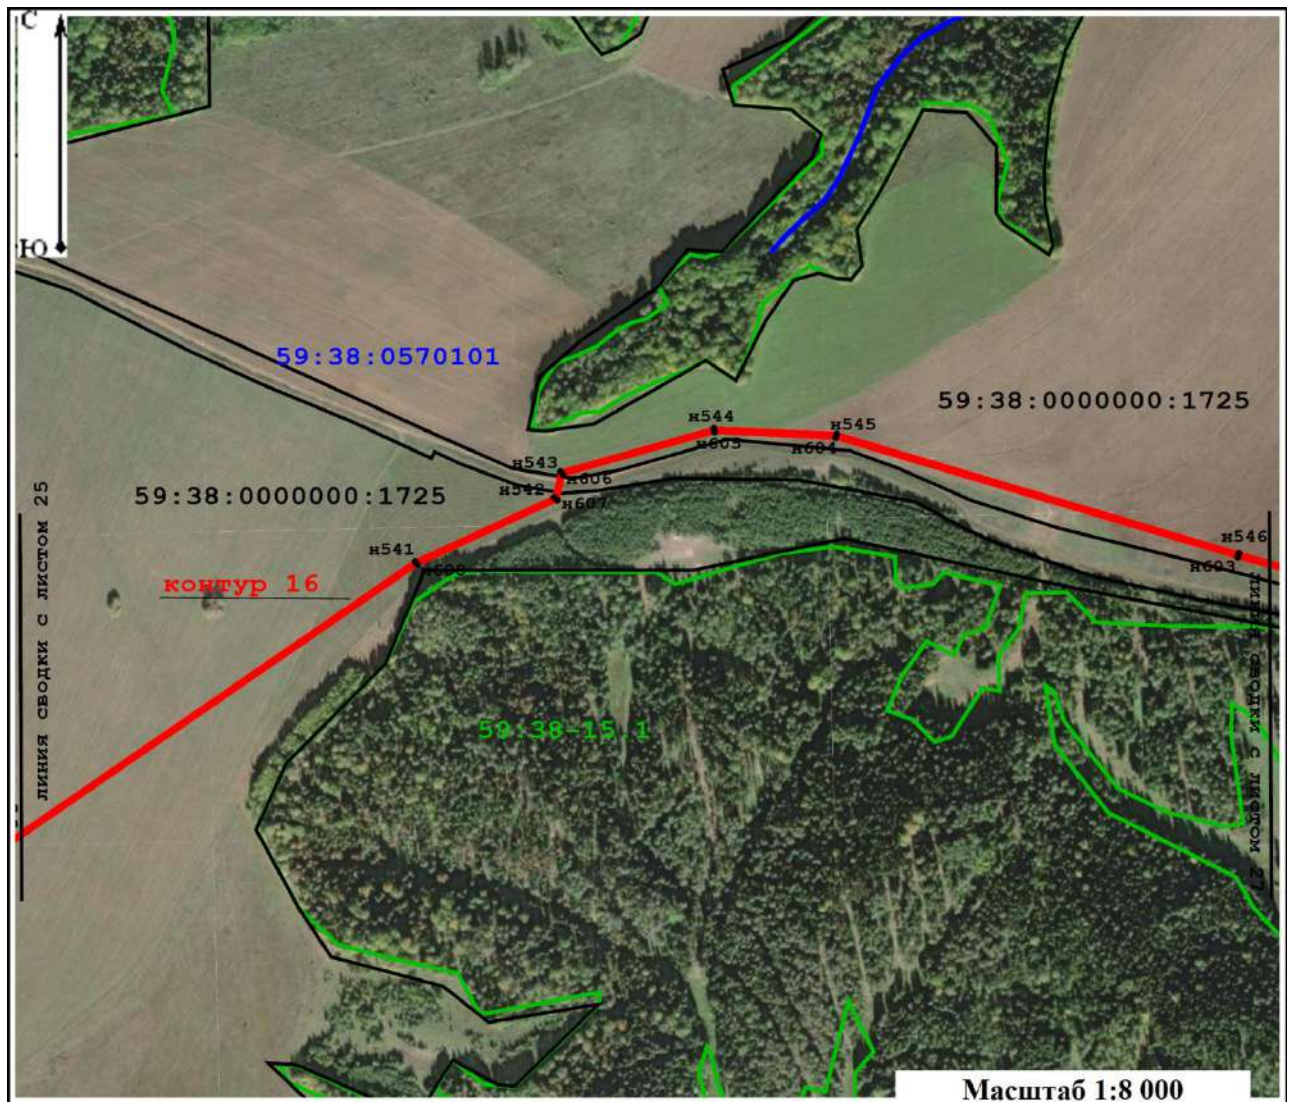 С
Ю
59:38:0570101
59:38:0000000:1725
н544
н545
н605
н604
н543
н606
н542
н607
59:38:0000000:1725
н546
н603
н541
контур 16
линия сводки с листом 25
линия сводки с листом 27
59:38-15.1
Масштаб 1:8 000